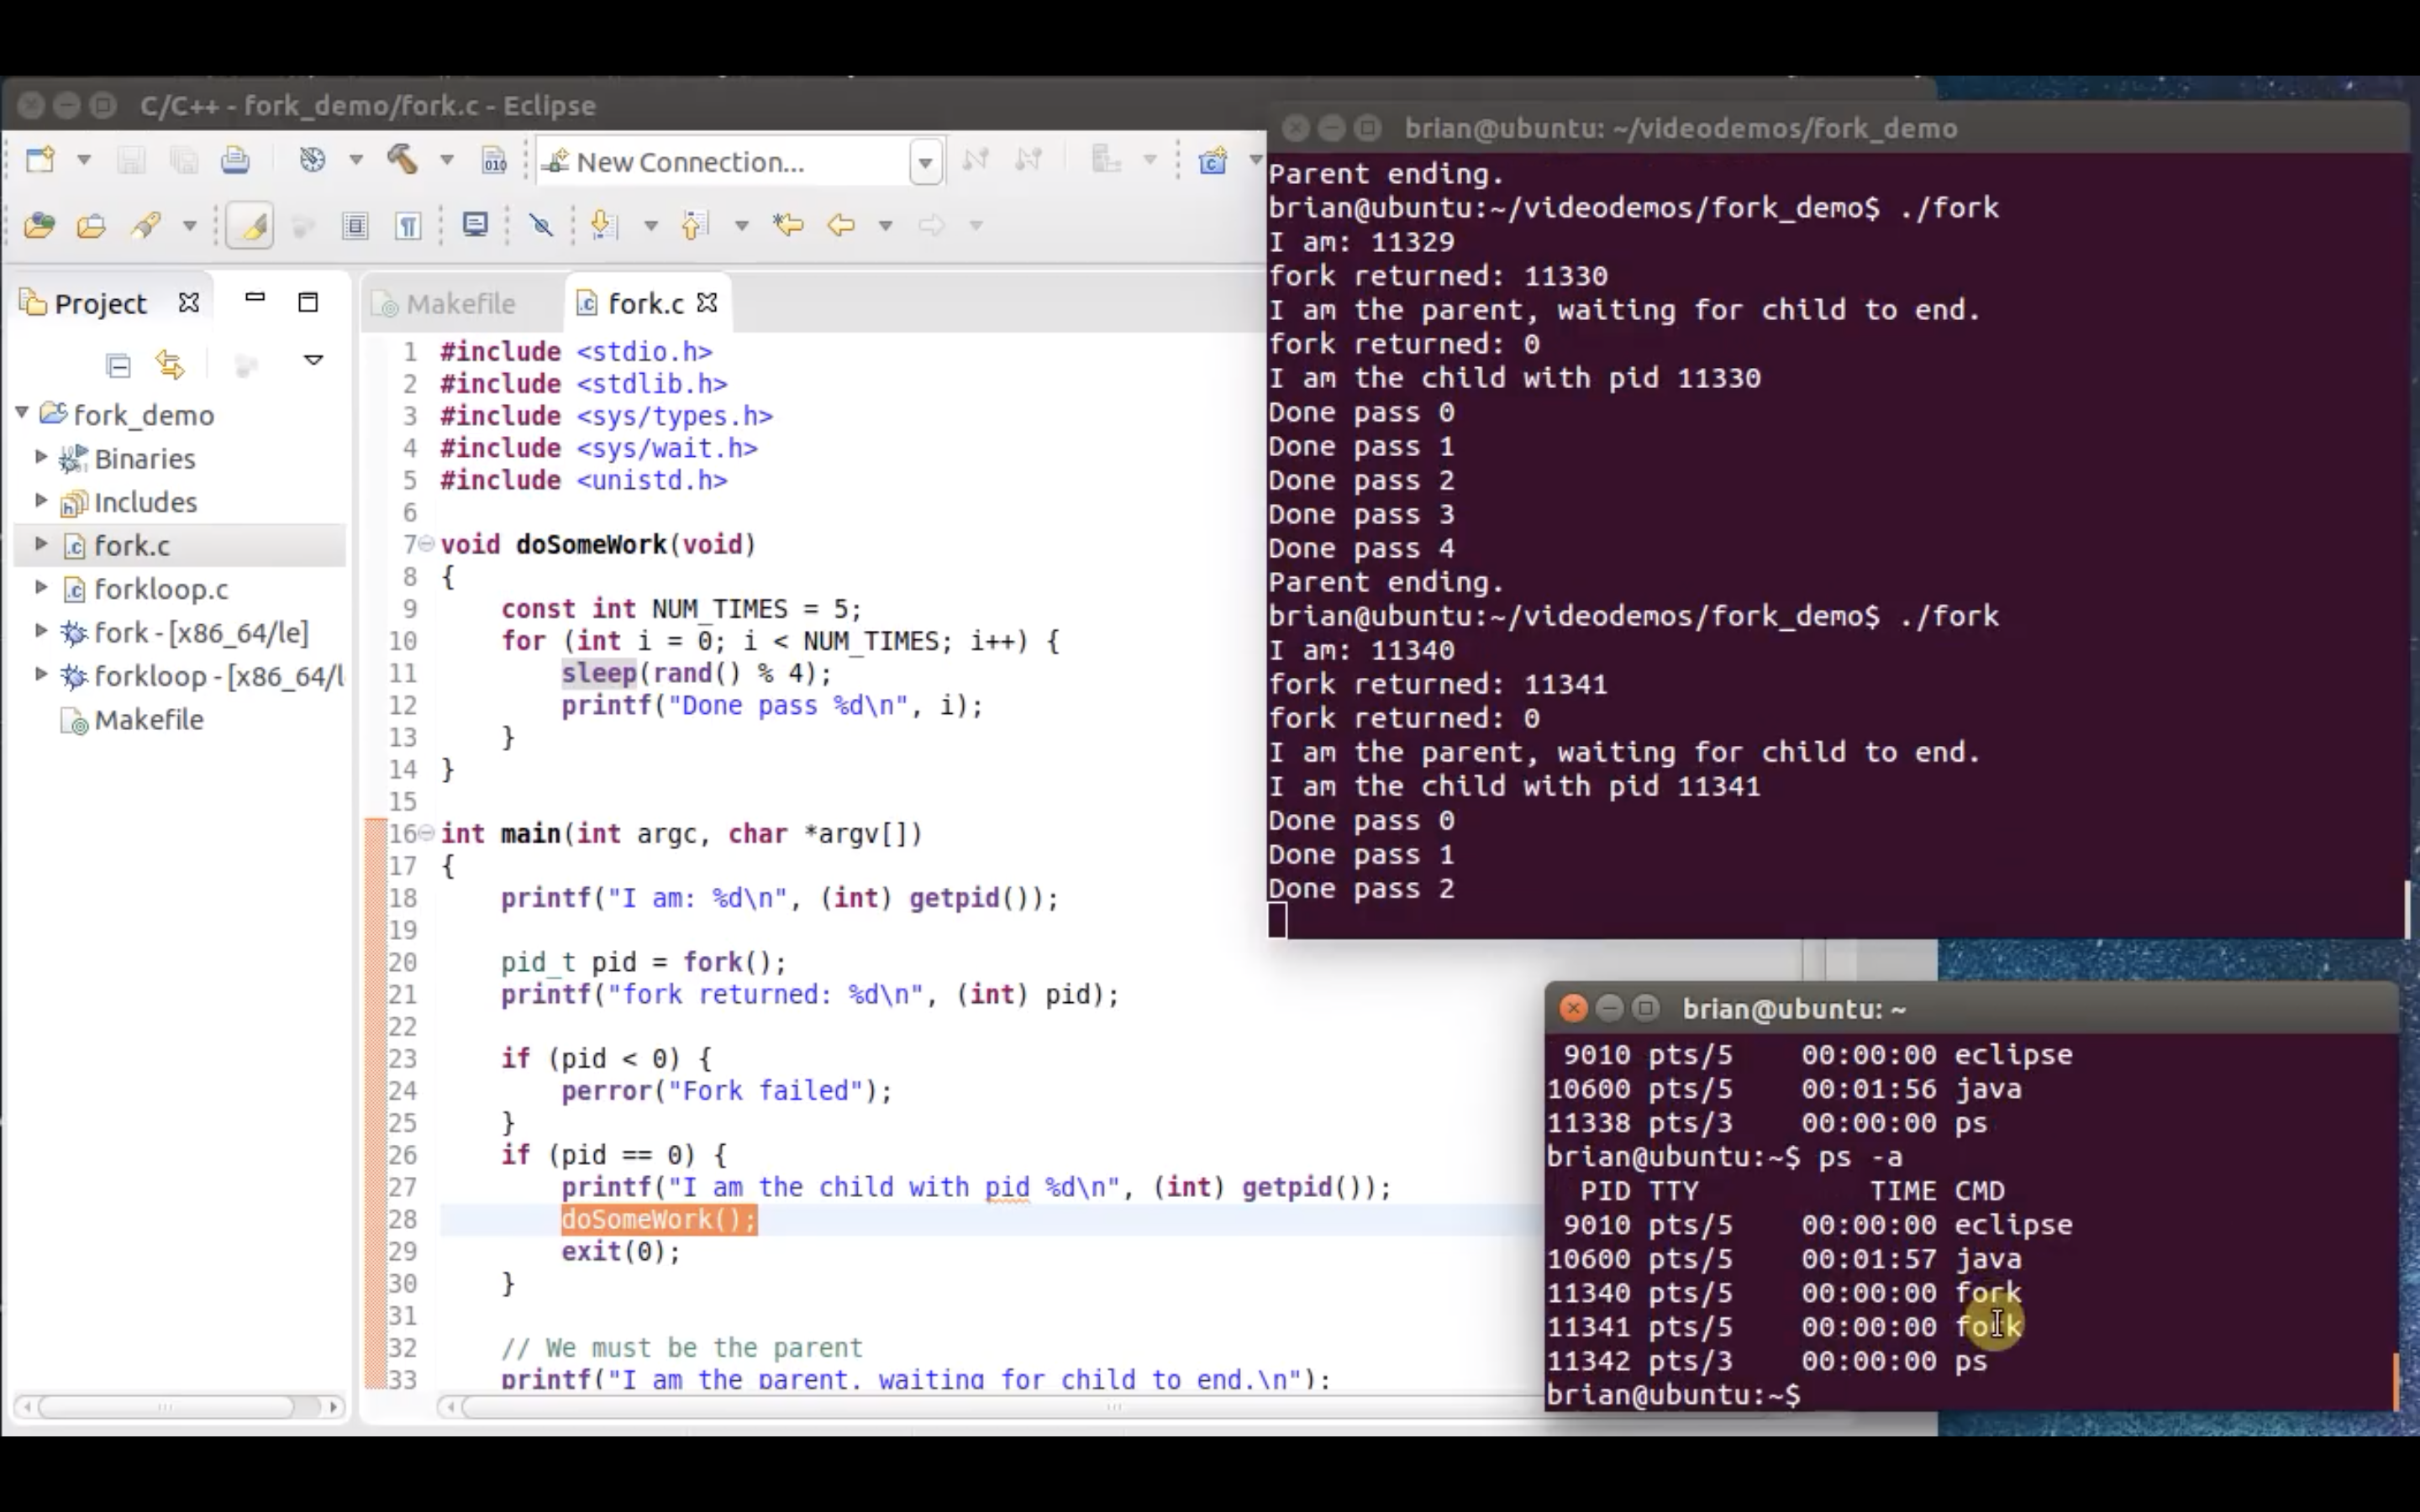 C/C++ - fork_demo/fork.c - Eclipse
New Connection...
Project
fork_demo
Binaries
Includes
fork.c
forkloop.c
fork - [x86_64/le]
forkloop - [x86_64/l
Makefile
Makefile
fork.c
1 #include <stdio.h>
2 #include <stdlib.h>
3 #include <sys/types.h>
4 #include <sys/wait.h>
5 #include <unistd.h>
6
7 void doSomeWork(void)
8 {
9     const int NUM_TIMES = 5;
10     for (int i = 0; i < NUM_TIMES; i++) {
11         sleep(rand() % 4);
12         printf("Done pass %d\n", i);
13     }
14 }
15
16 int main(int argc, char *argv[])
17 {
18     printf("I am: %d\n", (int) getpid());
19
20     pid_t pid = fork();
21     printf("fork returned: %d\n", (int) pid);
22
23     if (pid < 0) {
24         perror("Fork failed");
25     }
26     if (pid == 0) {
27         printf("I am the child with pid %d\n", (int) getpid());
28         doSomeWork();
29         exit(0);
30     }
31
32     // We must be the parent
33     printf("I am the parent, waiting for child to end.\n");
brian@ubuntu: ~/videodemos/fork_demo
Parent ending.
brian@ubuntu:~/videodemos/fork_demo$ ./fork
I am: 11329
fork returned: 11330
I am the parent, waiting for child to end.
fork returned: 0
I am the child with pid 11330
Done pass 0
Done pass 1
Done pass 2
Done pass 3
Done pass 4
Parent ending.
brian@ubuntu:~/videodemos/fork_demo$ ./fork
I am: 11340
fork returned: 11341
fork returned: 0
I am the parent, waiting for child to end.
I am the child with pid 11341
Done pass 0
Done pass 1
Done pass 2
brian@ubuntu: ~
9010 pts/5    00:00:00 eclipse
10600 pts/5    00:01:56 java
11338 pts/3    00:00:00 ps
brian@ubuntu:~$ ps -a
PID TTY          TIME CMD
9010 pts/5    00:00:00 eclipse
10600 pts/5    00:01:57 java
11340 pts/5    00:00:00 fork
11341 pts/5    00:00:00 fork
11342 pts/3    00:00:00 ps
brian@ubuntu:~$